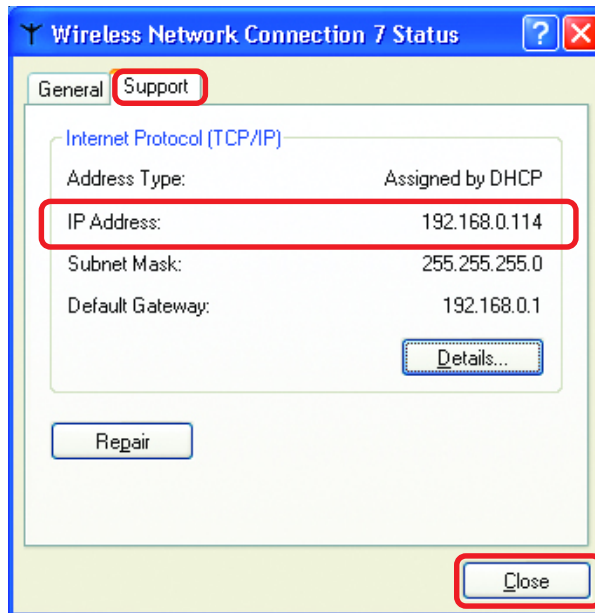 Wireless Network Connection 7 Status
?
General Support
Internet Protocol (TCP/IP)
Address Type: Assigned by DHCP
IP Address: 192.168.0.114
Subnet Mask: 255.255.255.0
Default Gateway: 192.168.0.1
Details...
Repair
Close